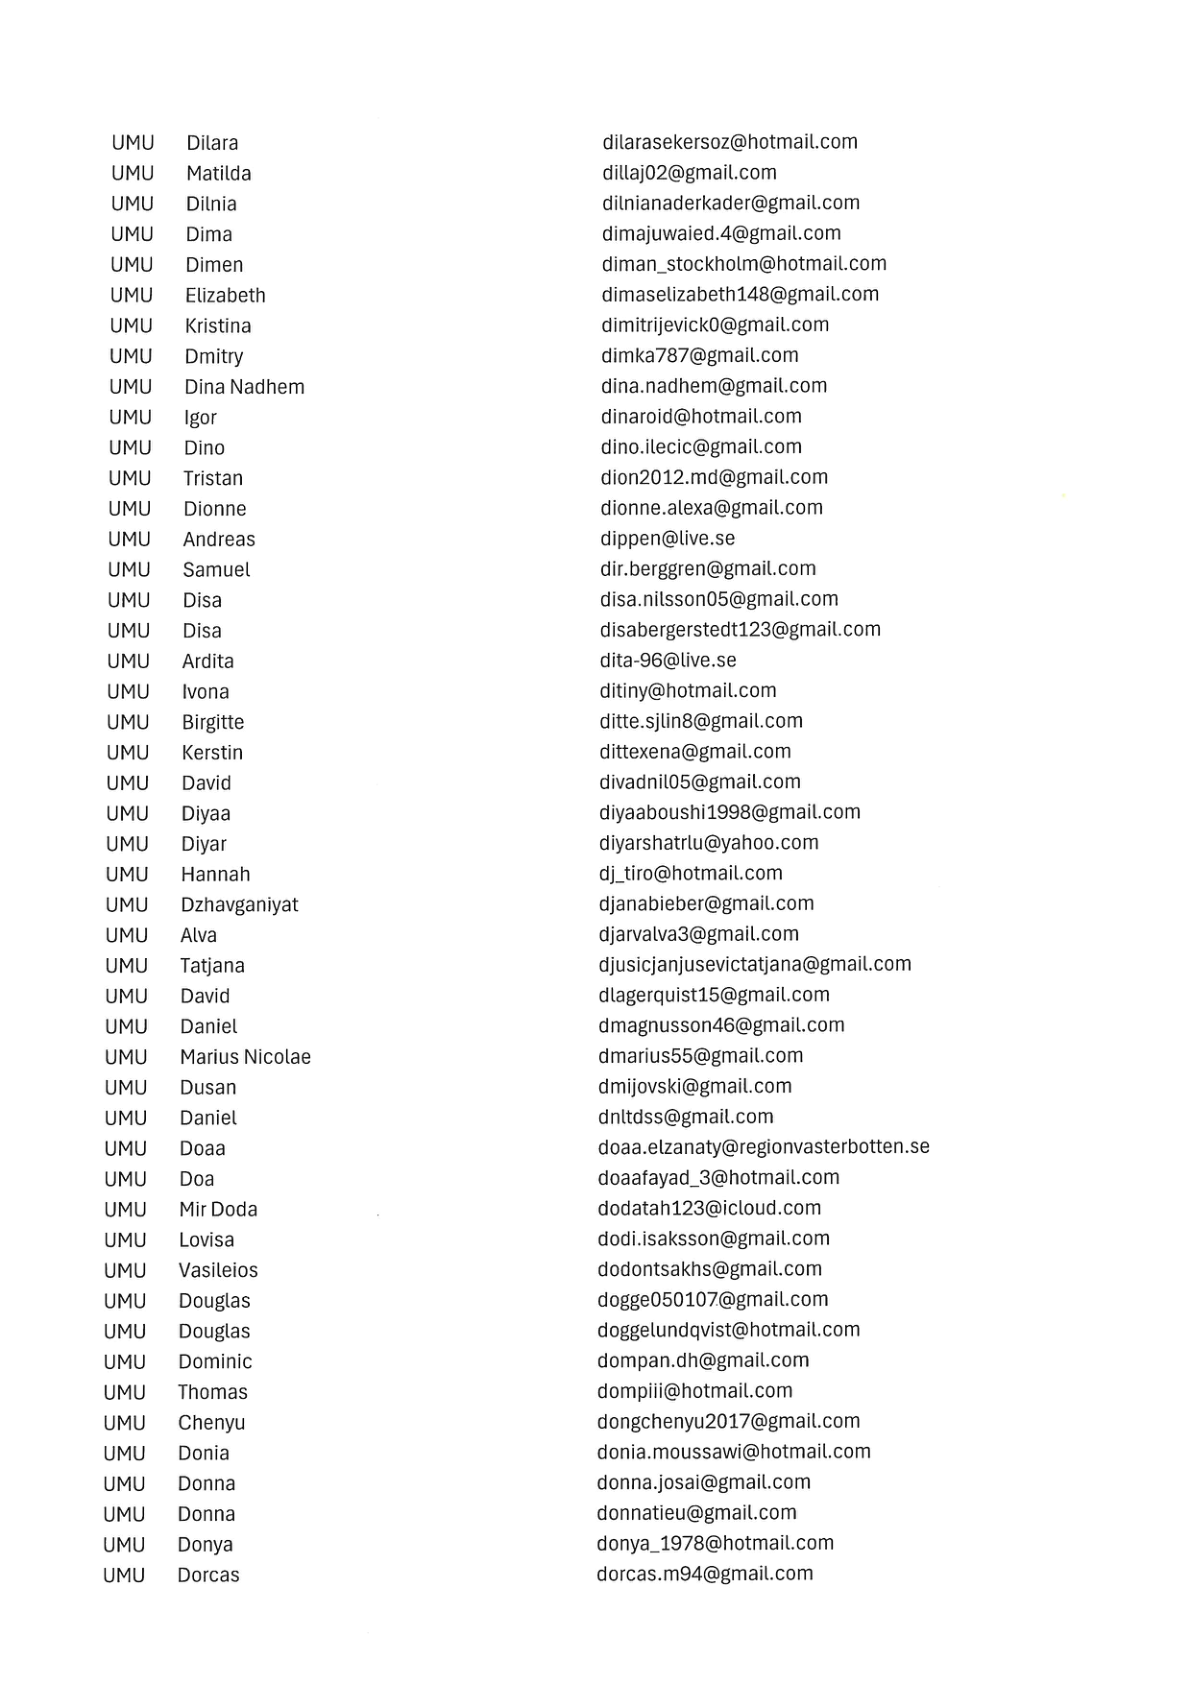 UMU Dilara dilarasekersoz@hotmail.com
UMU Matilda dillaj02@gmail.com
UMU Dilnia dilnianaderkader@gmail.com
UMU Dima dimajuwaied.4@gmail.com
UMU Dimen diman_stockholm@hotmail.com
UMU Elizabeth dimaselizabeth148@gmail.com
UMU Kristina dimitrijevick0@gmail.com
UMU Dmitry dimka787@gmail.com
UMU Dina Nadhem dina.nadhem@gmail.com
UMU Igor dinaroid@hotmail.com
UMU Dino dino.ilecic@gmail.com
UMU Tristan dion2012.md@gmail.com
UMU Dionne dionne.alexa@gmail.com
UMU Andreas dippen@live.se
UMU Samuel dir.berggren@gmail.com
UMU Disa disa.nilsson05@gmail.com
UMU Disa disabergerstedt123@gmail.com
UMU Ardita dita-96@live.se
UMU Ivona ditiny@hotmail.com
UMU Birgitte ditte.sjlin8@gmail.com
UMU Kerstin dittexena@gmail.com
UMU David divadnil05@gmail.com
UMU Diyaa diyaaboushi1998@gmail.com
UMU Diyar diyarshatrlu@yahoo.com
UMU Hannah dj_tiro@hotmail.com
UMU Dzhavganiyat djanabieber@gmail.com
UMU Alva djarvalva3@gmail.com
UMU Tatjana djusicjanjusevictatjana@gmail.com
UMU David dlagerquist15@gmail.com
UMU Daniel dmagnusson46@gmail.com
UMU Marius Nicolae dmarius55@gmail.com
UMU Dusan dmijovski@gmail.com
UMU Daniel dnltdss@gmail.com
UMU Doaa doaa.elzanaty@regionvasterbotten.se
UMU Doa doaafayad_3@hotmail.com
UMU Mir Doda dodatah123@icloud.com
UMU Lovisa dodi.isaksson@gmail.com
UMU Vasileios dodontsakhs@gmail.com
UMU Douglas dogge050107@gmail.com
UMU Douglas doggelundqvist@hotmail.com
UMU Dominic dompan.dh@gmail.com
UMU Thomas dompiii@hotmail.com
UMU Chenyu dongchenyu2017@gmail.com
UMU Donia donia.moussawi@hotmail.com
UMU Donna donna.josai@gmail.com
UMU Donna donnatieu@gmail.com
UMU Donya donya_1978@hotmail.com
UMU Dorcas dorcas.m94@gmail.com